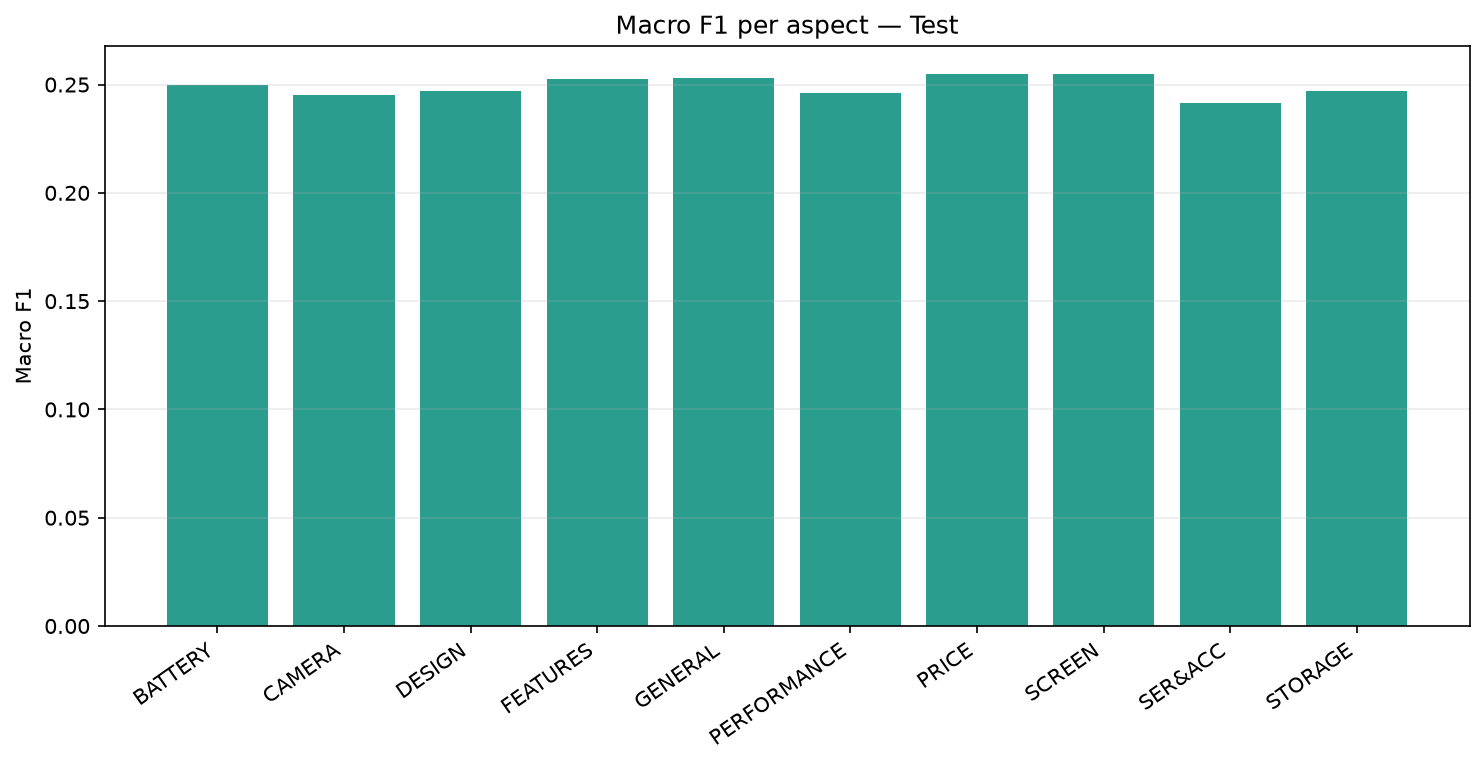 Macro F1 per aspect — Test
Macro F1
0.25
0.20
0.15
0.10
0.05
0.00
BATTERY
CAMERA
DESIGN
FEATURES
GENERAL
PERFORMANCE
PRICE
SCREEN
SER&ACC
STORAGE